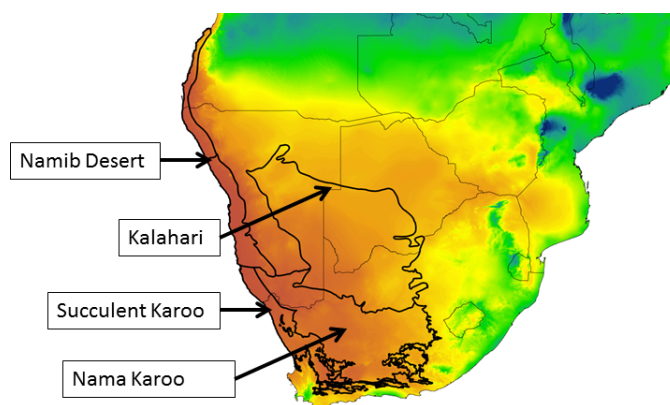 Namib Desert
Kalahari
Succulent Karoo
Nama Karoo